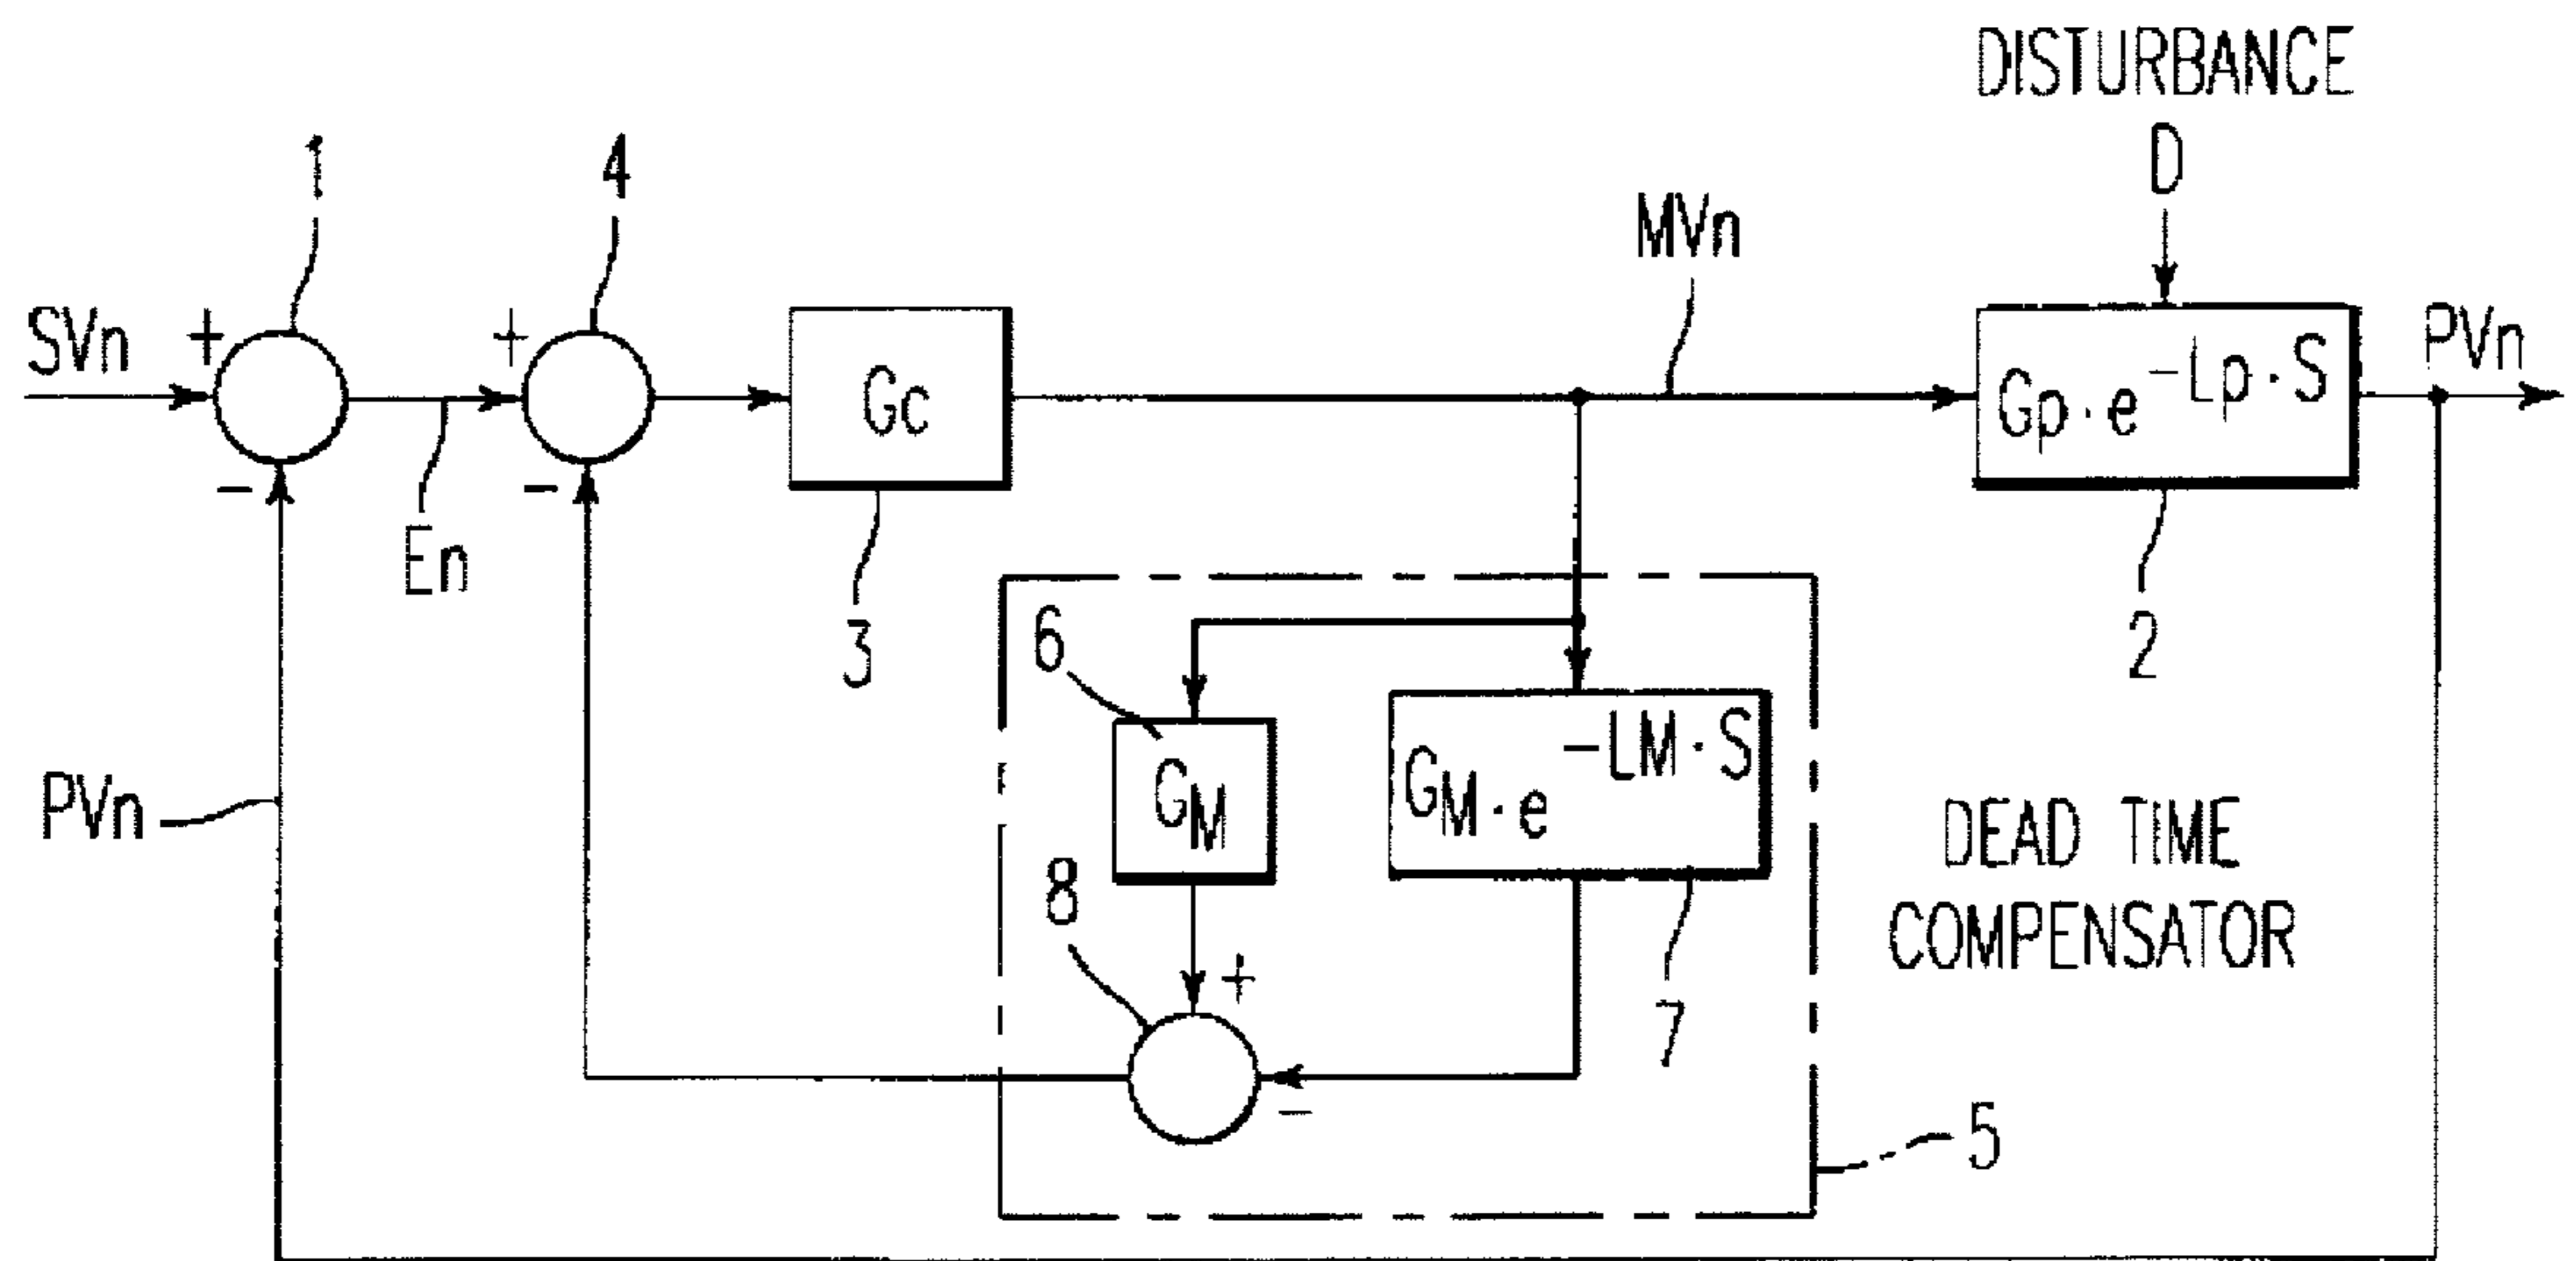 DISTURBANCE
D
1
4
MVn
SVn
+
+
Gc
Gp·e^-Lp·S
PVn
-
-
En
3
2
6
GM
GM·e^-LM·S
PVn
DEAD TIME
COMPENSATOR
8
+
7
-
5